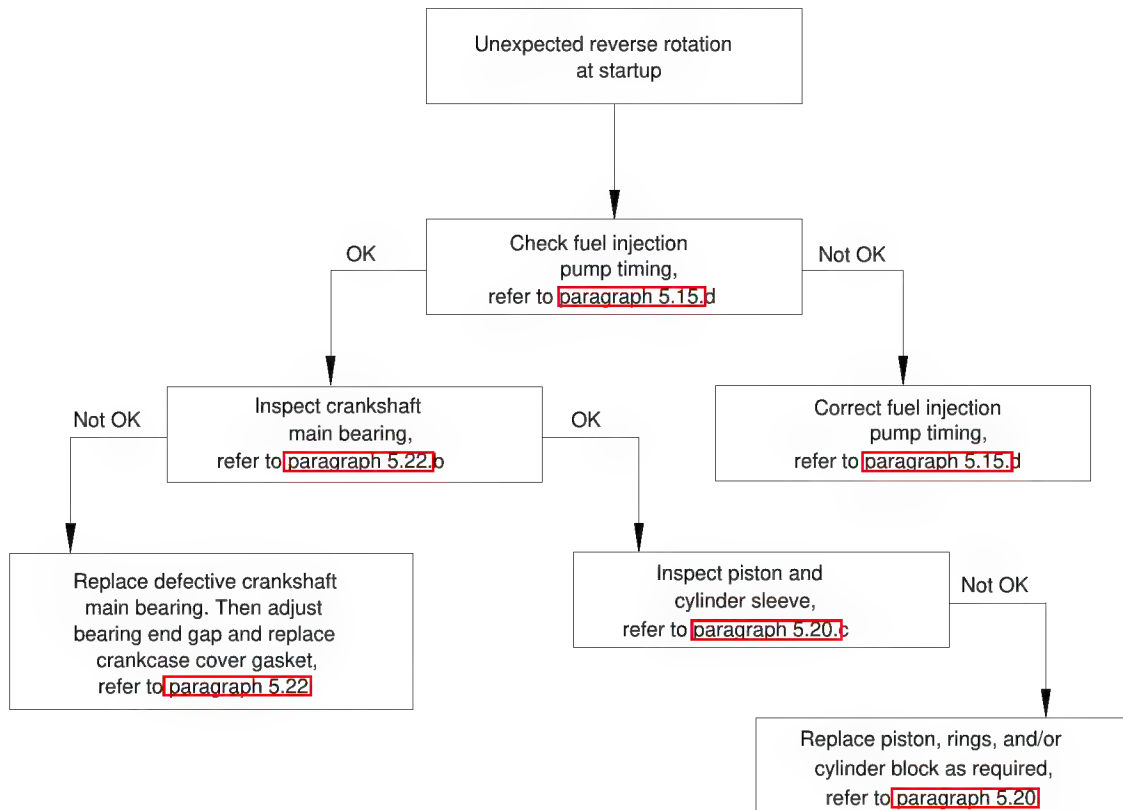 Unexpected reverse rotation
at startup
Check fuel injection
pump timing,
refer to paragraph 5.15.d
OK
Not OK
Inspect crankshaft
main bearing,
refer to paragraph 5.22.b
Not OK
OK
Correct fuel injection
pump timing,
refer to paragraph 5.15.d
Replace defective crankshaft
main bearing. Then adjust
bearing end gap and replace
crankcase cover gasket,
refer to paragraph 5.22
Inspect piston and
cylinder sleeve,
refer to paragraph 5.20.c
Not OK
Replace piston, rings, and/or
cylinder block as required,
refer to paragraph 5.20